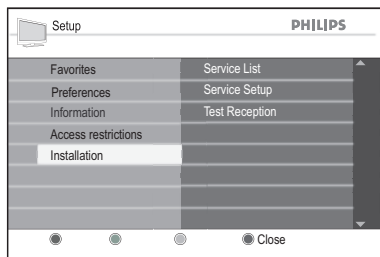 Setup
PHILIPS
Favorites
Service List
Preferences
Service Setup
Information
Test Reception
Access restrictions
Installation
Close